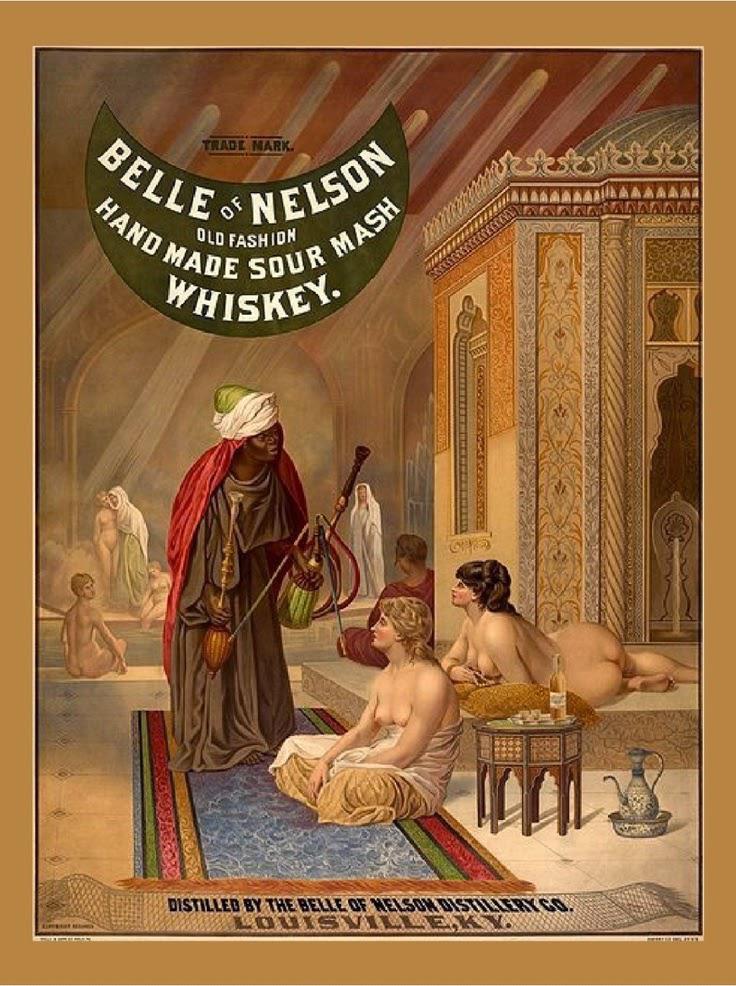 TRADE MARK.
BELLE OF NELSON
OLD FASHION
HAND MADE SOUR MASH
WHISKEY.
DISTILLED BY THE BELLE OF NELSON DISTILLERY CO.
LOUISVILLE, KY.